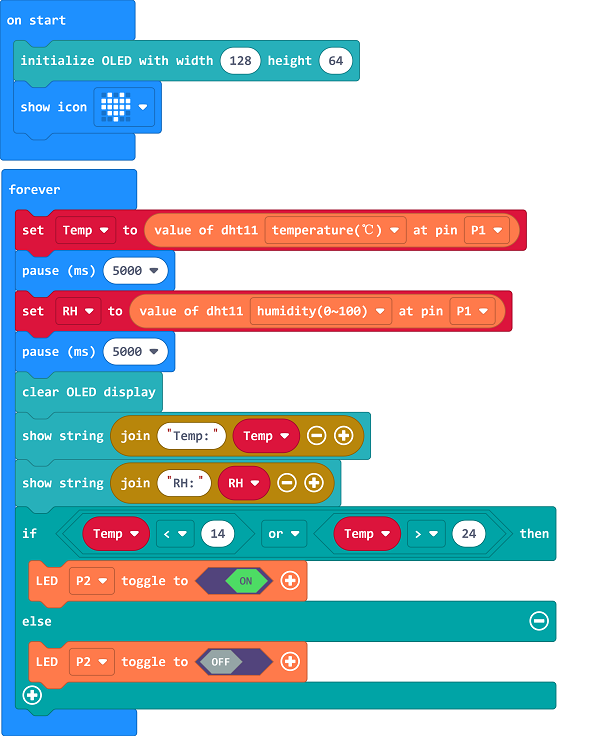 on start
initialize OLED with width 128 height 64
show icon
forever
set Temp to value of dht11 temperature(℃) at pin P1
pause (ms) 5000
set RH to value of dht11 humidity(0~100) at pin P1
pause (ms) 5000
clear OLED display
show string join "Temp:" Temp
show string join "RH:" RH
if Temp < 14 or Temp > 24 then
LED P2 toggle to ON
else
LED P2 toggle to OFF